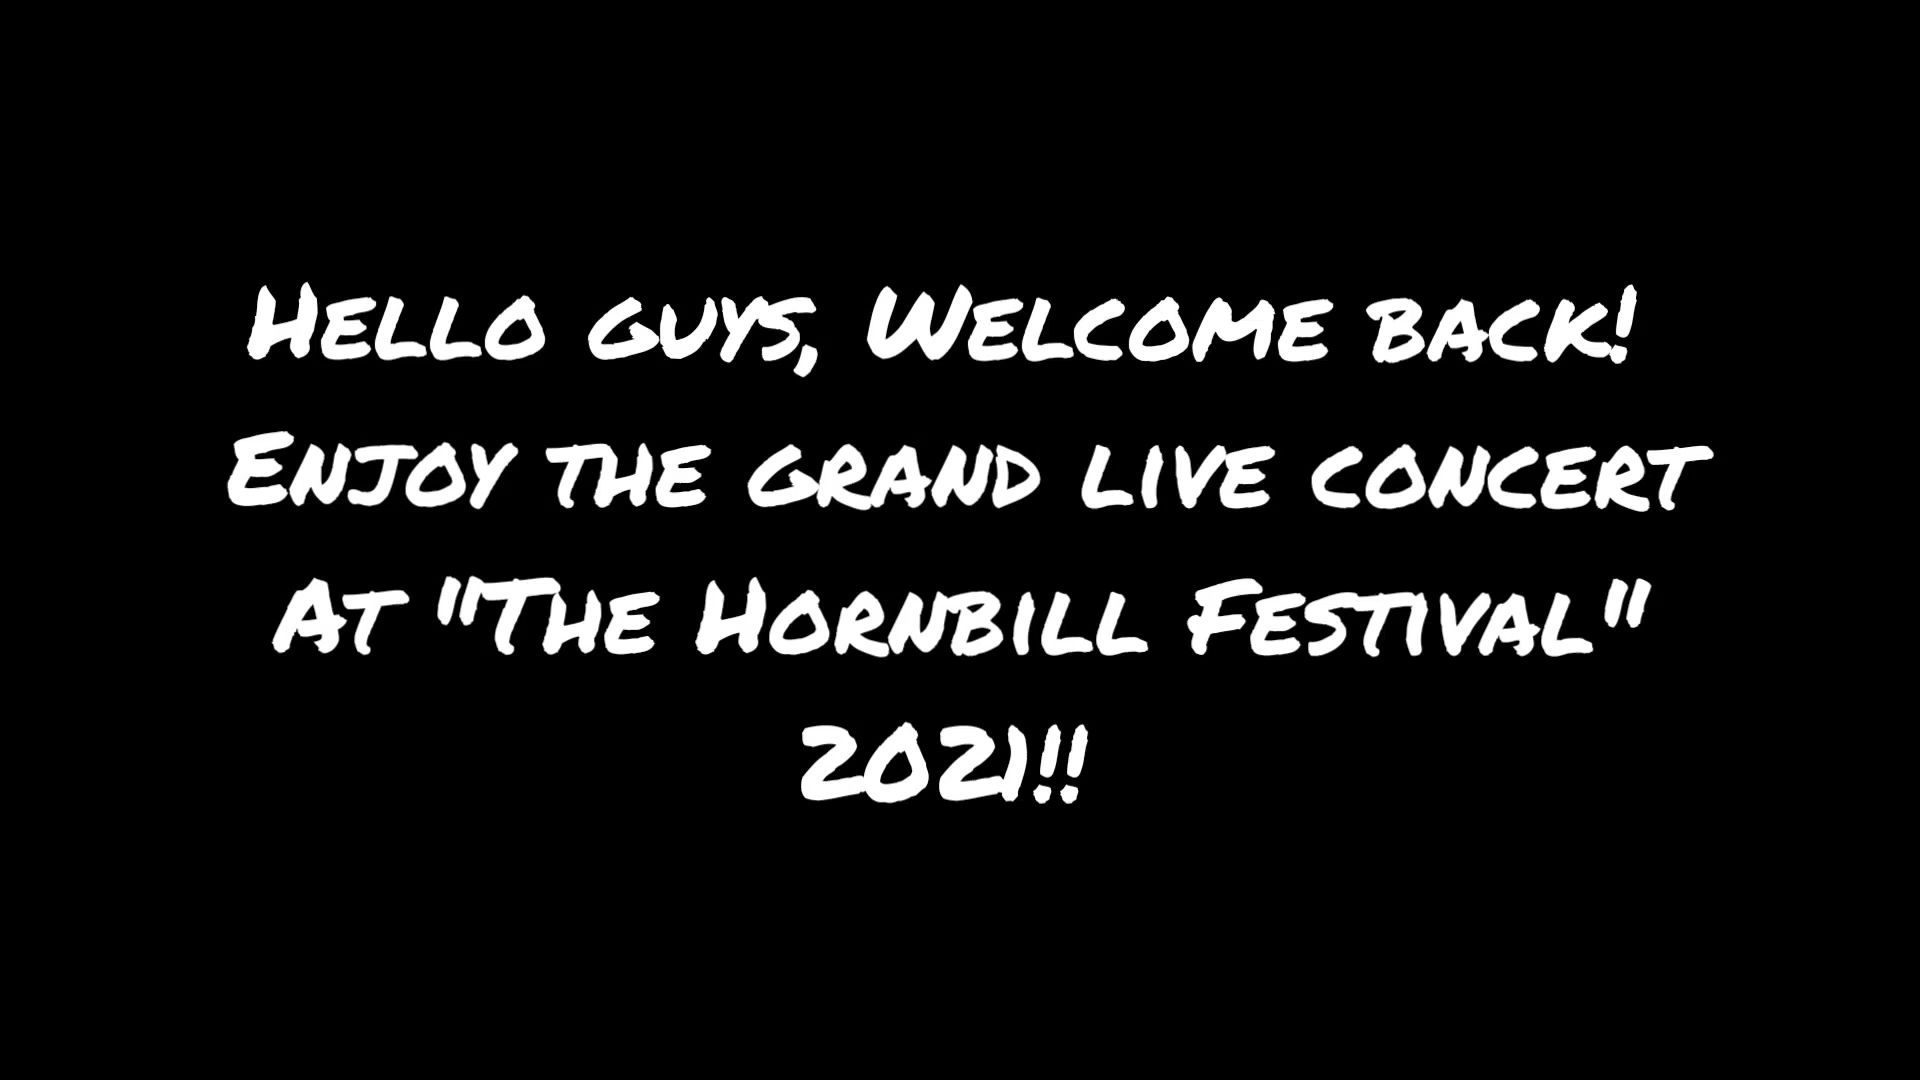 Hello guys, Welcome back!
Enjoy the grand live concert
At "The Hornbill Festival"
2021!!